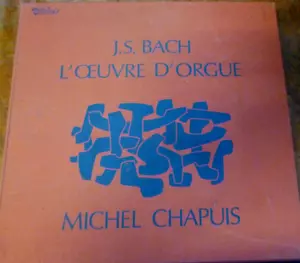 J.S. BACH
L'ŒUVRE D'ORGUE
MICHEL CHAPUIS